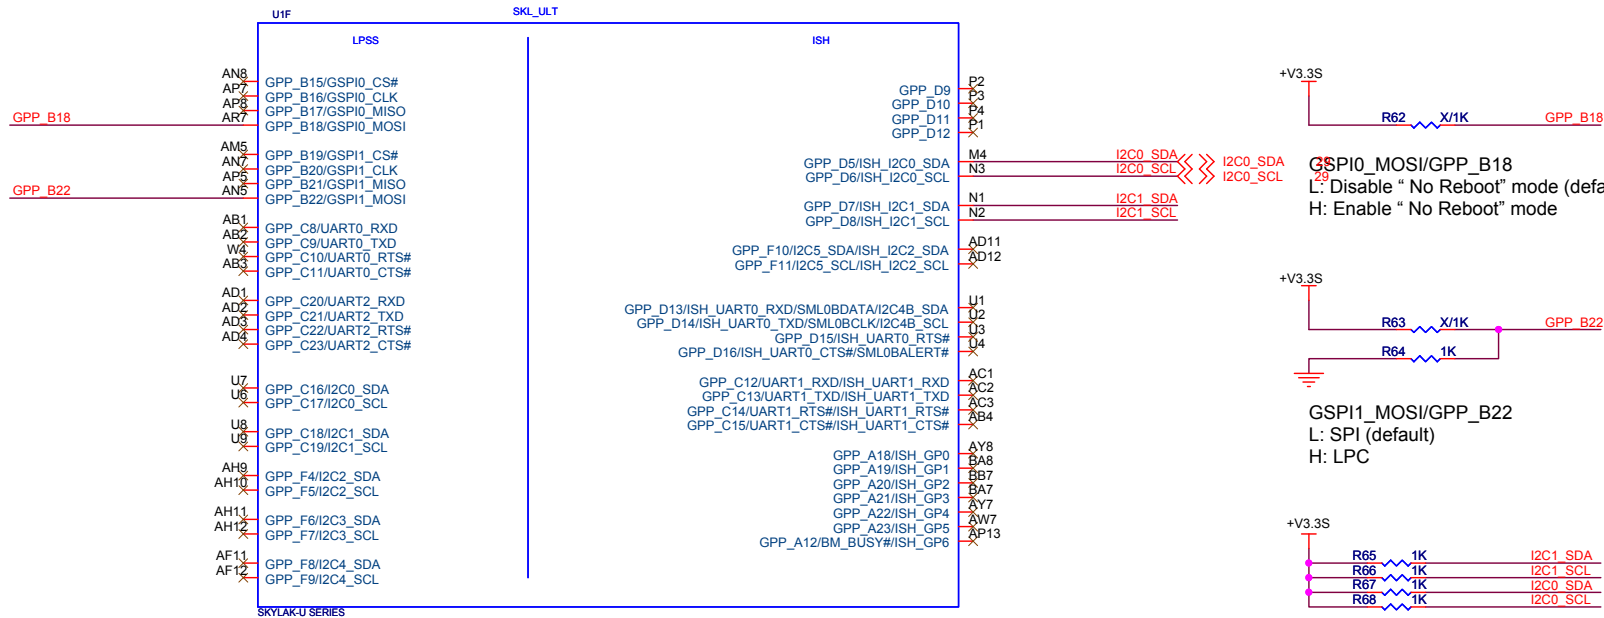 U1F
SKL_ULT
LPSS
ISH
AN8
GPP_B15/GSPI0_CS#
AP7
GPP_B16/GSPI0_CLK
AP8
GPP_B17/GSPI0_MISO
GPP_B18
AR7
GPP_B18/GSPI0_MOSI
AM5
GPP_B19/GSPI1_CS#
AN7
GPP_B20/GSPI1_CLK
AP5
GPP_B21/GSPI1_MISO
GPP_B22
AN5
GPP_B22/GSPI1_MOSI
AB1
GPP_C8/UART0_RXD
AB2
GPP_C9/UART0_TXD
W4
GPP_C10/UART0_RTS#
AB3
GPP_C11/UART0_CTS#
AD1
GPP_C20/UART2_RXD
AD2
GPP_C21/UART2_TXD
AD3
GPP_C22/UART2_RTS#
AD4
GPP_C23/UART2_CTS#
U7
GPP_C16/I2C0_SDA
U6
GPP_C17/I2C0_SCL
U8
GPP_C18/I2C1_SDA
U9
GPP_C19/I2C1_SCL
AH9
GPP_F4/I2C2_SDA
AH10
GPP_F5/I2C2_SCL
AH11
GPP_F6/I2C3_SDA
AH12
GPP_F7/I2C3_SCL
AF11
GPP_F8/I2C4_SDA
AF12
GPP_F9/I2C4_SCL
SKYLAK-U SERIES
GPP_D9
P2
GPP_D10
P3
GPP_D11
P4
GPP_D12
P1
GPP_D5/ISH_I2C0_SDA
M4
I2C0_SDA
I2C0_SDA
GPP_D6/ISH_I2C0_SCL
N3
I2C0_SCL
I2C0_SCL
29
GPP_D7/ISH_I2C1_SDA
N1
I2C1_SDA
GPP_D8/ISH_I2C1_SCL
N2
I2C1_SCL
GPP_F10/I2C5_SDA/ISH_I2C2_SDA
AD11
GPP_F11/I2C5_SCL/ISH_I2C2_SCL
AD12
GPP_D13/ISH_UART0_RXD/SML0BDATA/I2C4B_SDA
U1
GPP_D14/ISH_UART0_TXD/SML0BCLK/I2C4B_SCL
U2
GPP_D15/ISH_UART0_RTS#
U3
GPP_D16/ISH_UART0_CTS#/SML0BALERT#
U4
GPP_C12/UART1_RXD/ISH_UART1_RXD
AC1
GPP_C13/UART1_TXD/ISH_UART1_TXD
AC2
GPP_C14/UART1_RTS#/ISH_UART1_RTS#
AC3
GPP_C15/UART1_CTS#/ISH_UART1_CTS#
AB4
GPP_A18/ISH_GP0
AY8
GPP_A19/ISH_GP1
BA8
GPP_A20/ISH_GP2
BB7
GPP_A21/ISH_GP3
BA7
GPP_A22/ISH_GP4
AY7
GPP_A23/ISH_GP5
AW7
GPP_A12/BM_BUSY#/ISH_GP6
AP13
+V3.3S
R62 X/1K GPP_B18
GSPI0_MOSI/GPP_B18
L: Disable “ No Reboot” mode (defa
H: Enable “ No Reboot” mode
+V3.3S
R63 X/1K GPP_B22
R64 1K
GSPI1_MOSI/GPP_B22
L: SPI (default)
H: LPC
+V3.3S
R65 1K I2C1_SDA
R66 1K I2C1_SCL
R67 1K I2C0_SDA
R68 1K I2C0_SCL